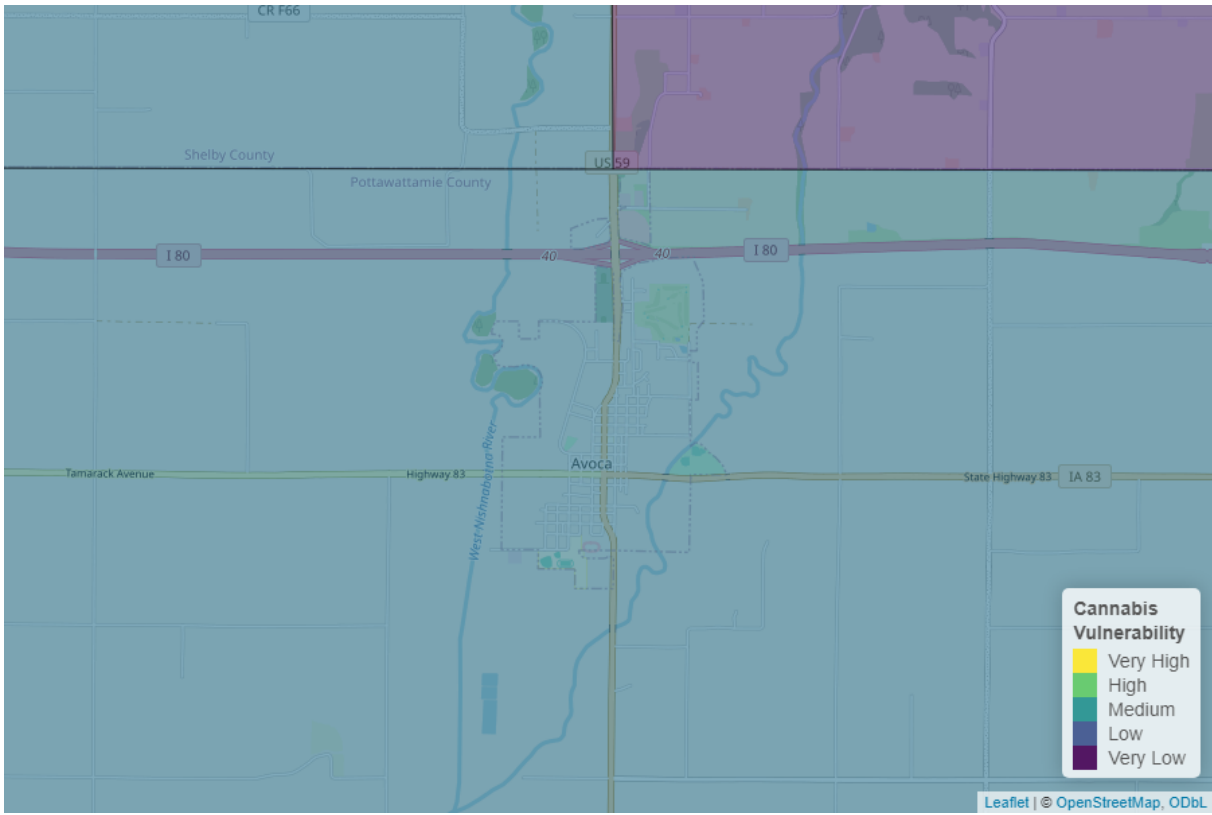 CR F66
Shelby County
US 59
Pottawattamie County
I 80
40
40
I 80
West Nishnabotna River
Tamarack Avenue
Highway 83
Avoca
State Highway 83
IA 83
Cannabis
Vulnerability
Very High
High
Medium
Low
Very Low
Leaflet | © OpenStreetMap, ODbL